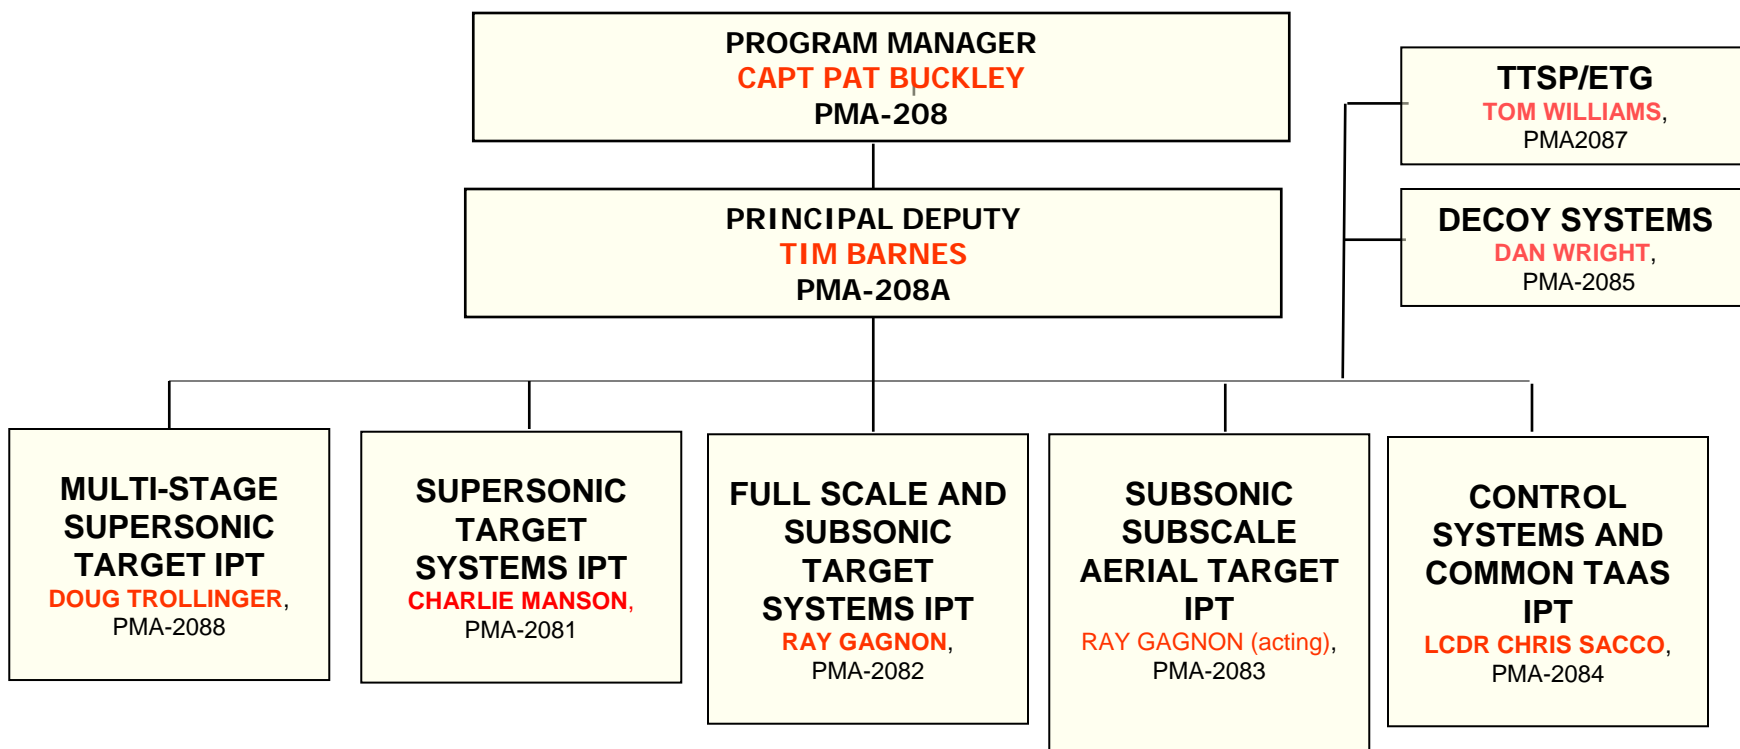 PROGRAM MANAGER
CAPT PAT BUCKLEY
PMA-208
TTSP/ETG
TOM WILLIAMS,
PMA2087
PRINCIPAL DEPUTY
TIM BARNES
PMA-208A
DECOY SYSTEMS
DAN WRIGHT,
PMA-2085
MULTI-STAGE
SUPERSONIC
TARGET IPT
DOUG TROLLINGER,
PMA-2088
SUPERSONIC
TARGET
SYSTEMS IPT
CHARLIE MANSON,
PMA-2081
FULL SCALE AND
SUBSONIC
TARGET
SYSTEMS IPT
RAY GAGNON,
PMA-2082
SUBSONIC
SUBSCALE
AERIAL TARGET
IPT
RAY GAGNON (acting),
PMA-2083
CONTROL
SYSTEMS AND
COMMON TAAS
IPT
LCDR CHRIS SACCO,
PMA-2084